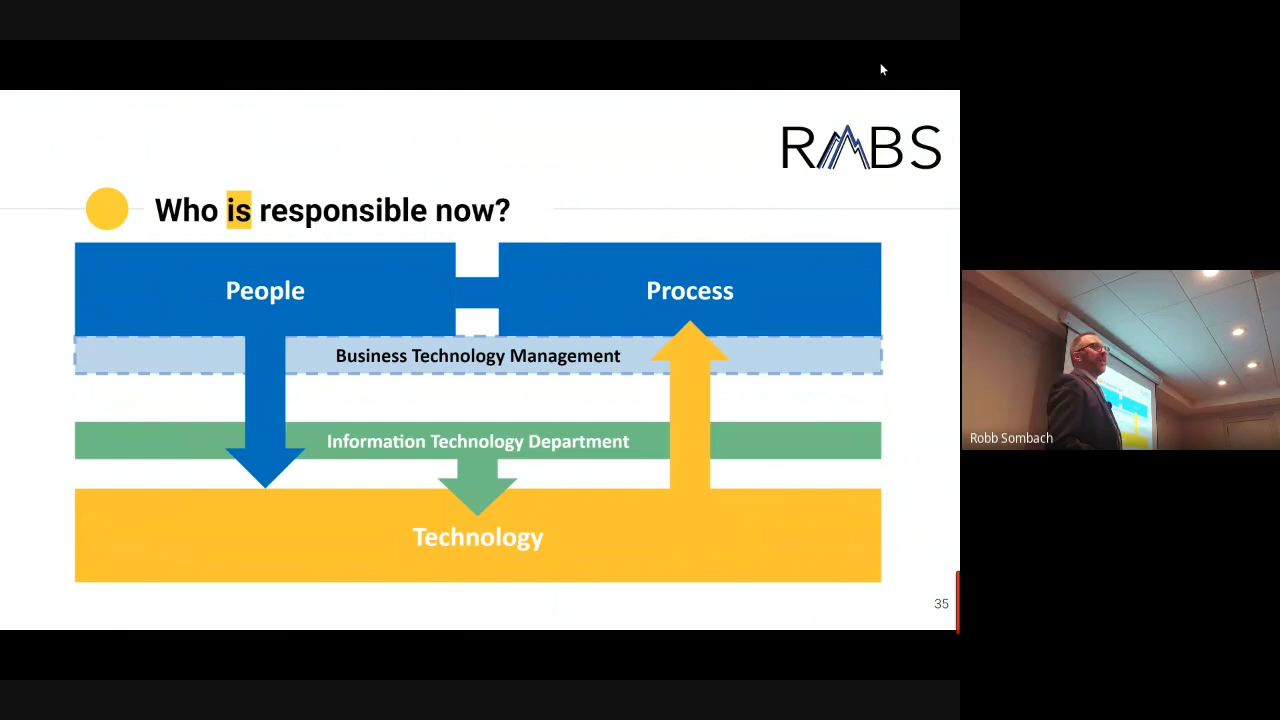 RMBS
Who is responsible now?
People
Process
Business Technology Management
Information Technology Department
Technology
35
Robb Sombach